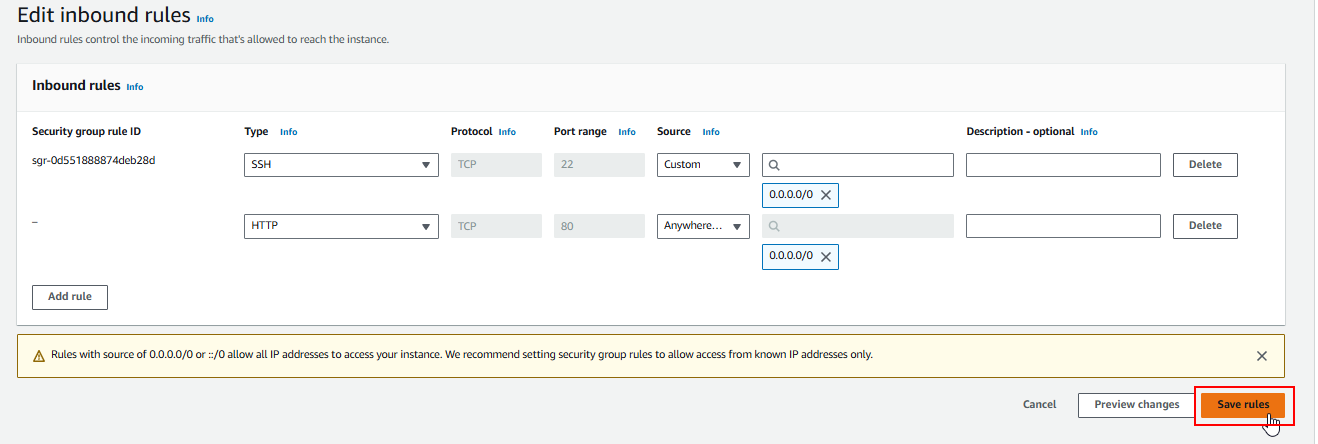 Edit inbound rules Info
Inbound rules control the incoming traffic that's allowed to reach the instance.
Inbound rules Info
Security group rule ID Type Info Protocol Info Port range Info Source Info Description - optional Info
sgr-0d551888874deb28d SSH TCP 22 Custom Delete
0.0.0.0/0
– HTTP TCP 80 Anywhere... Delete
0.0.0.0/0
Add rule
Rules with source of 0.0.0.0/0 or ::/0 allow all IP addresses to access your instance. We recommend setting security group rules to allow access from known IP addresses only.
Cancel Preview changes Save rules